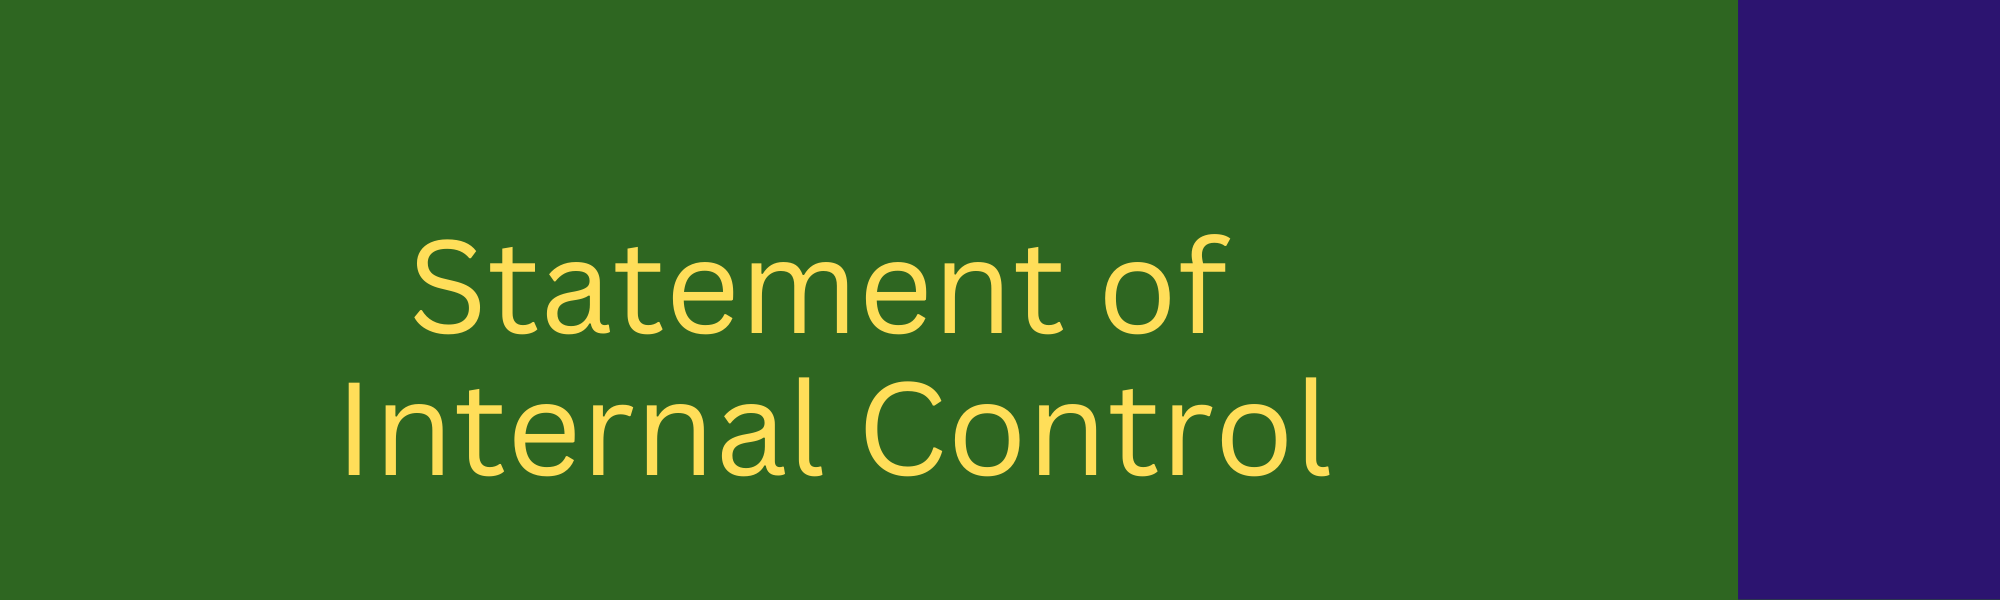 Statement of
Internal Control